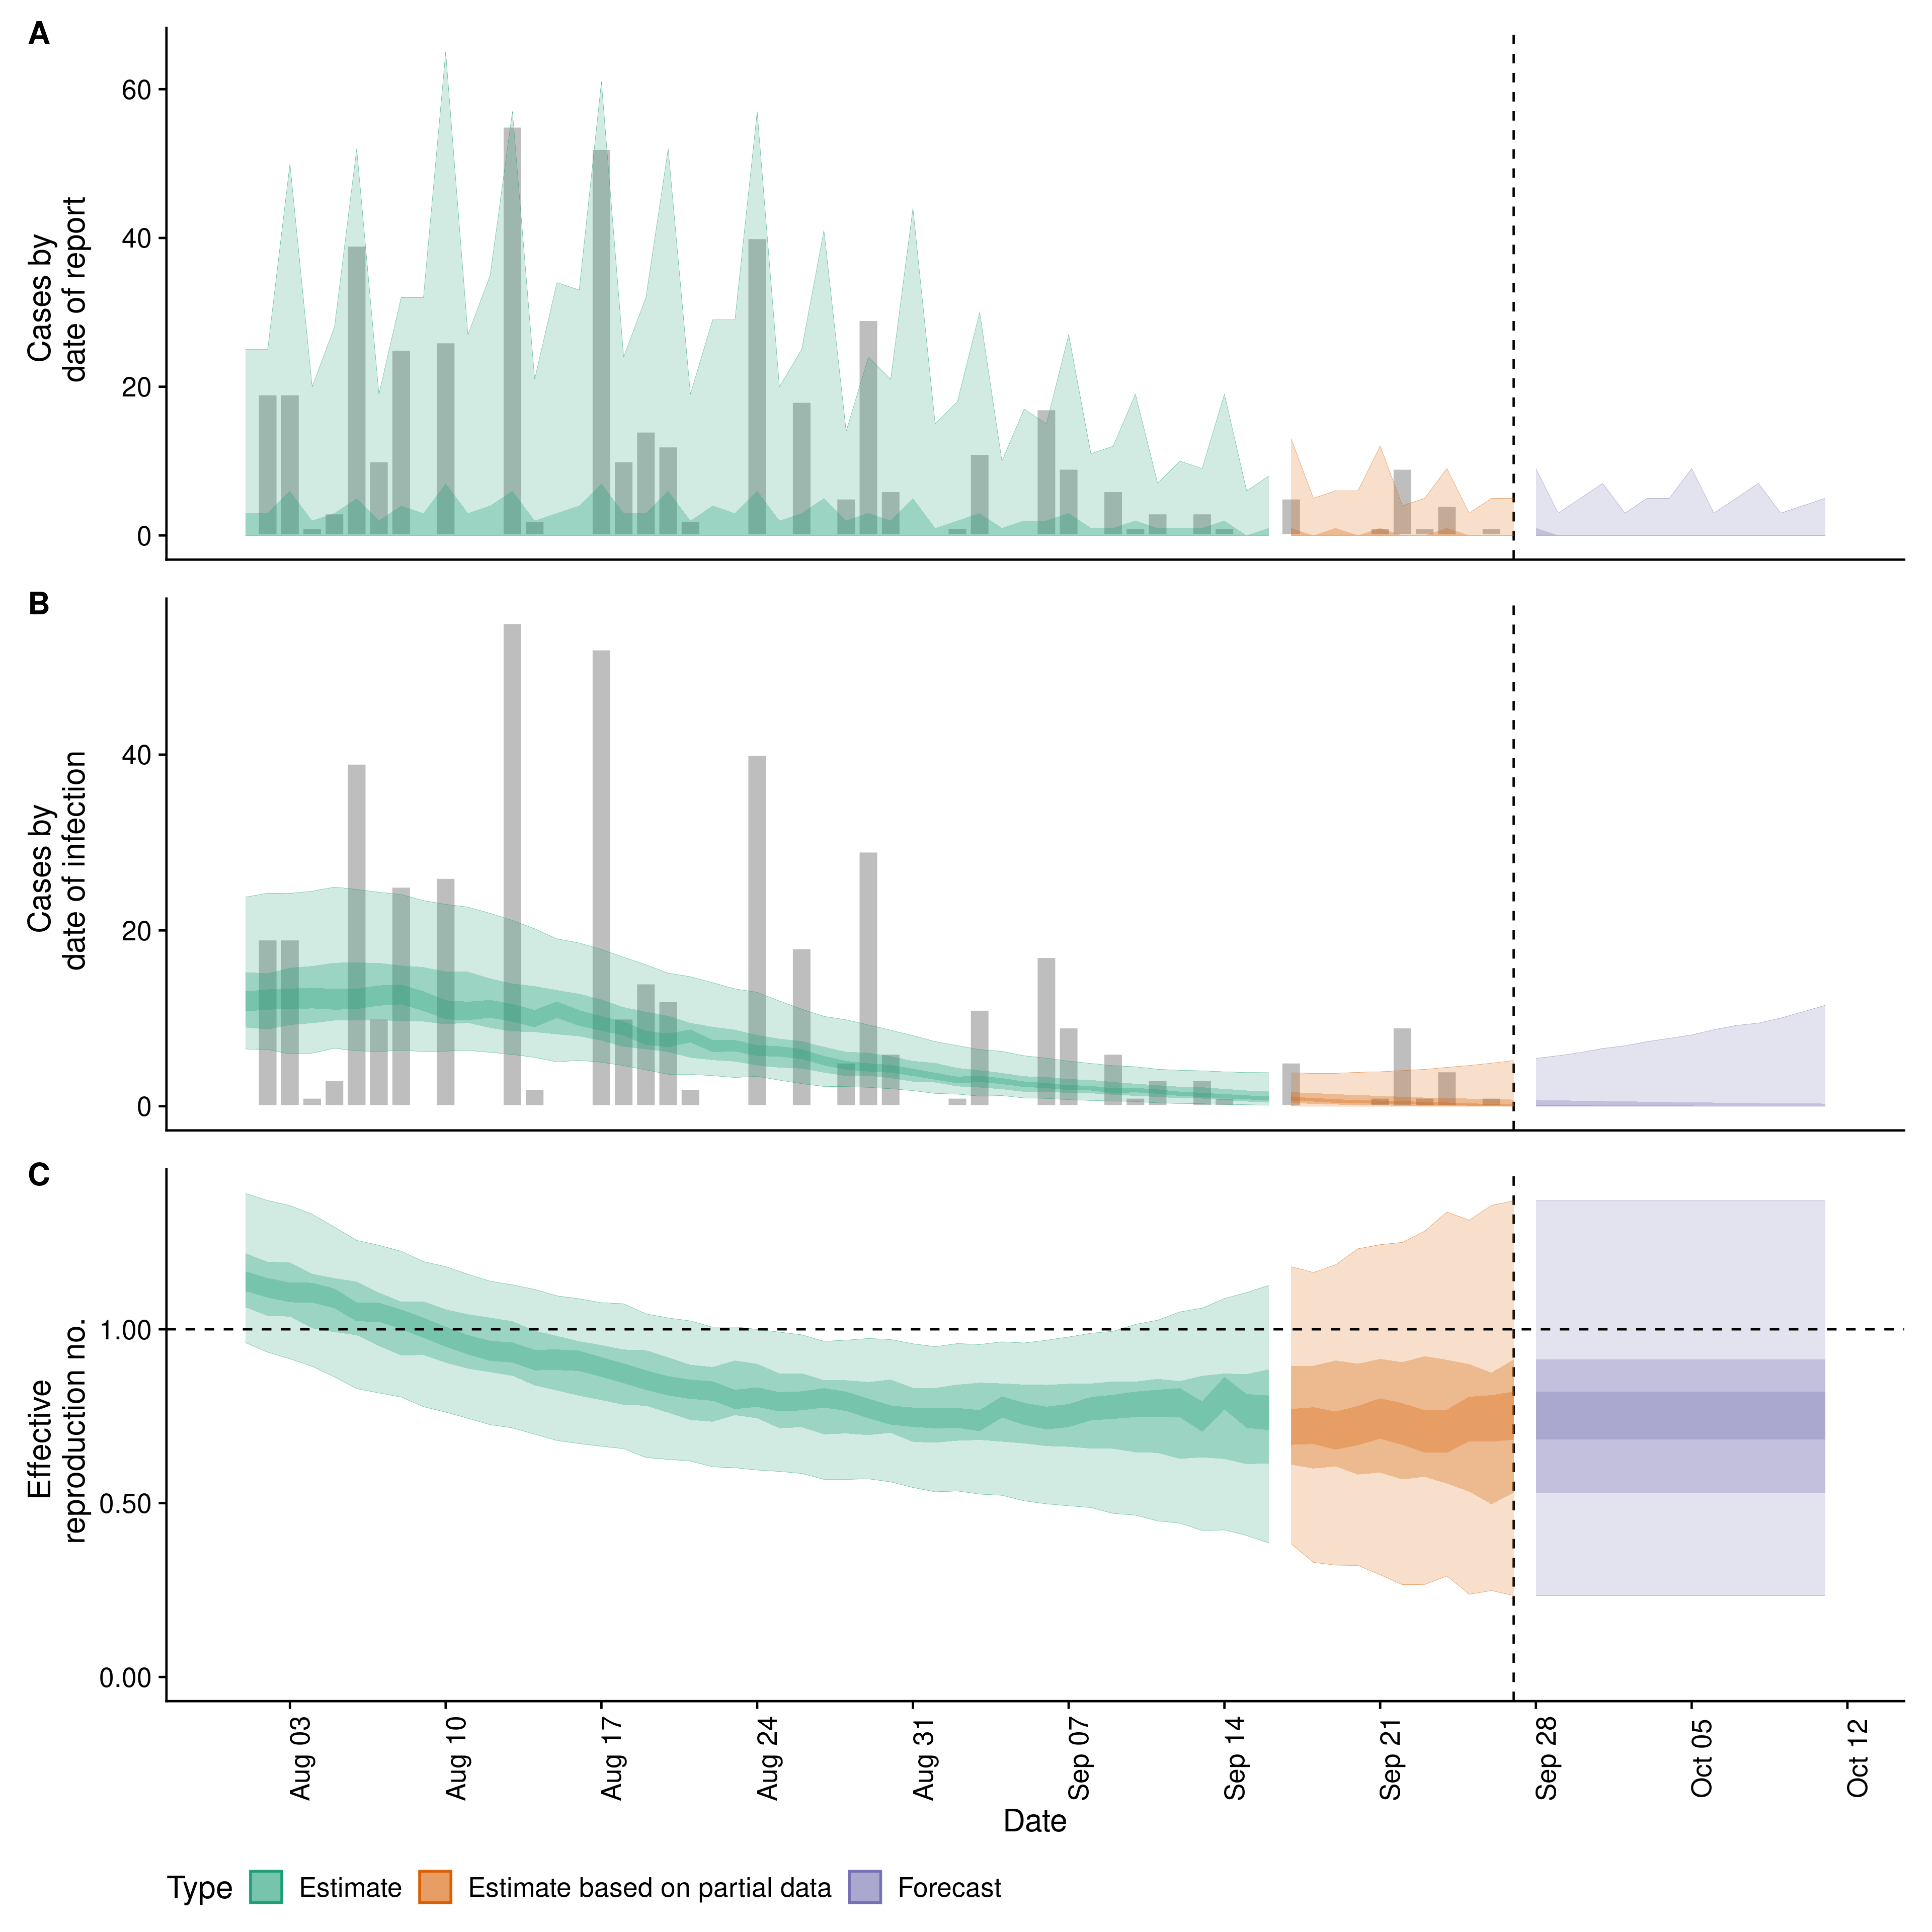 A
60
40
20
0
Cases by
date of report
B
40
20
0
Cases by
date of infection
C
1.00
0.50
0.00
Effective
reproduction no.
Aug 03
Aug 10
Aug 17
Aug 24
Aug 31
Sep 07
Sep 14
Sep 21
Sep 28
Oct 05
Oct 12
Date
Type Estimate Estimate based on partial data Forecast